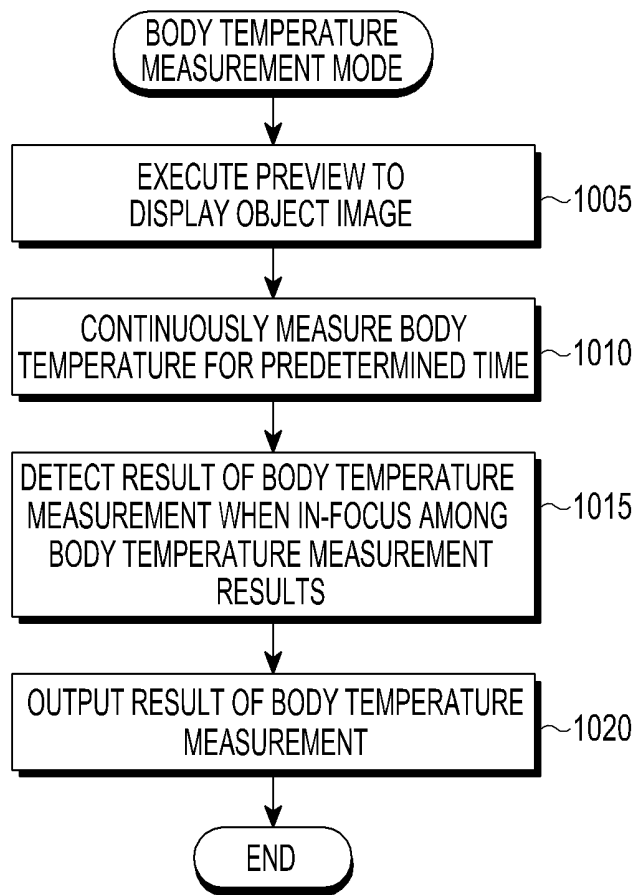 BODY TEMPERATURE
MEASUREMENT MODE
EXECUTE PREVIEW TO
DISPLAY OBJECT IMAGE
1005
CONTINUOUSLY MEASURE BODY
TEMPERATURE FOR PREDETERMINED TIME
1010
DETECT RESULT OF BODY TEMPERATURE
MEASUREMENT WHEN IN-FOCUS AMONG
BODY TEMPERATURE MEASUREMENT
RESULTS
1015
OUTPUT RESULT OF BODY TEMPERATURE
MEASUREMENT
1020
END